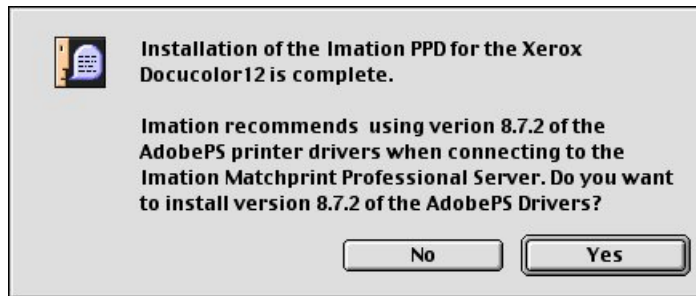 Installation of the Imation PPD for the Xerox
Docucolor12 is complete.
Imation recommends using verion 8.7.2 of the
AdobePS printer drivers when connecting to the
Imation Matchprint Professional Server. Do you want
to install version 8.7.2 of the AdobePS Drivers?
No Yes